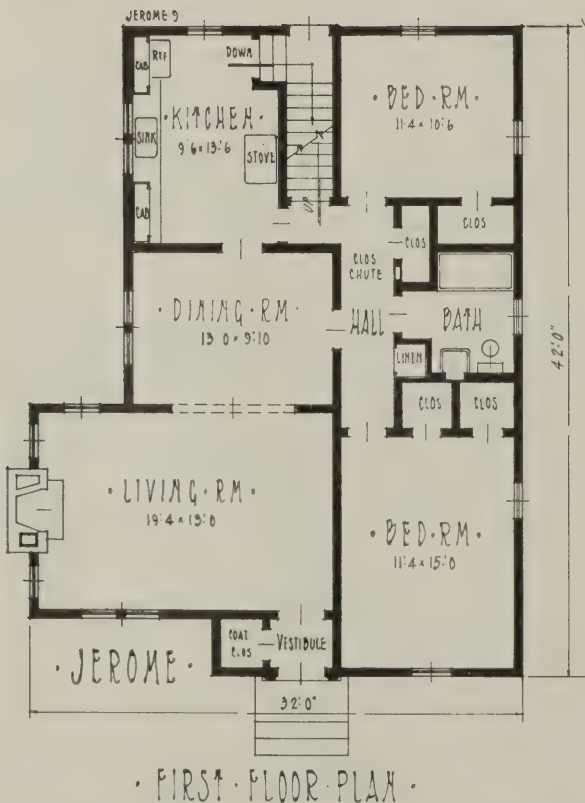 JEROME 9
DOWN
CAB
REF
· BED · RM ·
11:4 x 10:6
· KITCHEN ·
9:6 x 13:6
SINK
STOVE
CAB
UP
CLOS
CLOS
CLOS
CHUTE
· DINING · RM ·
13:0 x 9:10
HALL
BATH
42'0"
LINEN
CLOS
CLOS
· LIVING · RM ·
19:4 x 13:0
· BED · RM ·
11:4 x 15:0
COAT
CLOS
VESTIBULE
· JEROME ·
32'0"
· FIRST · FLOOR · PLAN ·